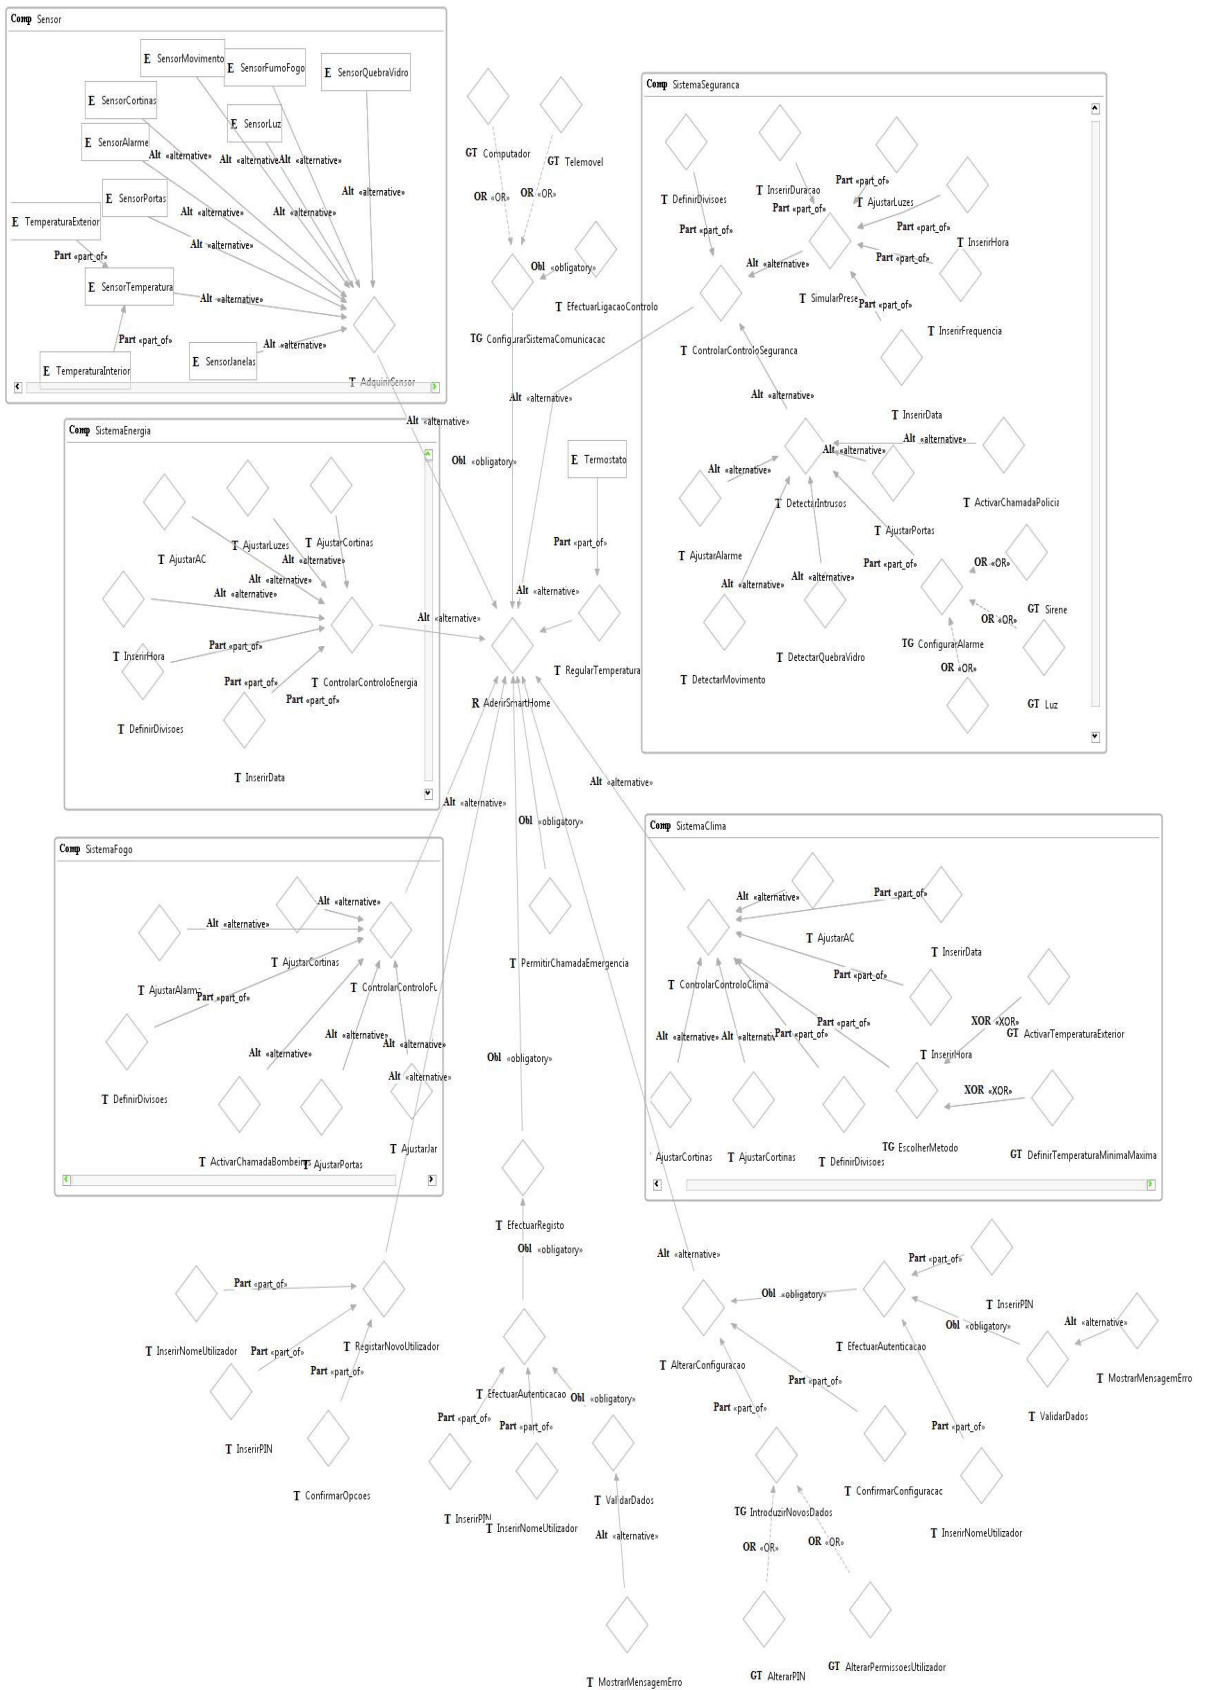 Comp Sensor
E SensorMovimento
E SensorFumoFogo
E SensorQuebraVidro
E SensorCortinas
E SensorLuz
E SensorAlarme
Alt «alternative»
Alt «alternative»
Alt «alternative»
Alt «alternative»
E SensorPortas
Alt «alternative»
Alt «alternative»
E TemperaturaExterior
Alt «alternative»
Part «part_of»
E SensorTemperatura
Alt «alternative»
Part «part_of»
Alt «alternative»
E SensorJanelas
E TemperaturaInterior
T AdquirirSensor
GT Computador
GT Telemovel
OR «OR»
OR «OR»
Obl «obligatory»
T EfectuarLigacaoControlo
TG ConfigurarSistemaComunicacac
Alt «alternative»
Alt «alternative»
Obl «obligatory»
E Termostato
Part «part_of»
Alt «alternative»
T RegularTemperatura
R AderirSmartHome
Comp SistemaSeguranca
T DefinirDivisoes
T InserirDuracao
Part «part_of»
T AjustarLuzes
Part «part_of»
Part «part_of»
Part «part_of»
T InserirHora
Alt «alternative»
Part «part_of»
T SimularPrese
Part «part_of»
T InserirFrequencia
T ControlarControloSeguranca
Alt «alternative»
T InserirData
Alt «alternative»
Alt «alternative»
Alt «alternative»
T DetectarIntrusos
T ActivarChamadaPolicia
T AjustarPortas
T AjustarAlarme
Part «part_of»
OR «OR»
Alt «alternative»
Alt «alternative»
GT Sirene
OR «OR»
TG ConfigurarAlarme
T DetectarQuebraVidro
OR «OR»
T DetectarMovimento
GT Luz
Comp SistemaEnergia
T AjustarAC
T AjustarLuzes
T AjustarCortinas
Alt «alternative»
Alt «alternative»
Alt «alternative»
Alt «alternative»
T InserirHora
Part «part_of»
Part «part_of»
T ControlarControloEnergia
Part «part_of»
T DefinirDivisoes
T InserirData
Alt «alternative»
Alt «alternative»
Obl «obligatory»
Comp SistemaFogo
Alt «alternative»
Alt «alternative»
T AjustarCortinas
T AjustarAlarme
Part «part_of»
T ControlarControloFu
Alt «alternative»
Alt «alternative»
Alt «alternative»
Alt «alternative»
T DefinirDivisoes
T AjustarJar
T ActivarChamadaBombeiros
T AjustarPortas
T PermitirChamadaEmergencia
Obl «obligatory»
Comp SistemaClima
Alt «alternative»
Part «part_of»
T AjustarAC
T InserirData
Part «part_of»
T ControlarControloClima
Part «part_of»
XOR «XOR»
GT ActivarTemperaturaExterior
Alt «alternative»
Alt «alternativ
Part «part_of»
T InserirHora
XOR «XOR»
TG EscolherMetodo
AjustarCortinas
T AjustarCortinas
T DefinirDivisoes
GT DefinirTemperaturaMinimaMaxima
T EfectuarRegisto
Obl «obligatory»
Alt «alternative»
Part «part_of»
T InserirNomeUtilizador
T RegistarNovoUtilizador
Part «part_of»
Part «part_of»
T InserirPIN
T ConfirmarOpcoes
T EfectuarAutenticacao
Obl «obligatory»
Part «part_of»
Part «part_of»
T ValidarDados
T InserirPIN
T InserirNomeUtilizador
Alt «alternative»
T MostrarMensagemErro
Part «part_of»
Obl «obligatory»
T InserirPIN
Obl «obligatory»
Alt «alternative»
T EfectuarAutenticacao
T AlterarConfiguracao
T MostrarMensagemErro
Part «part_of»
Part «part_of»
T ValidarDados
Part «part_of»
T ConfirmarConfiguracac
TG IntroduzirNovosDados
T InserirNomeUtilizador
OR «OR»
OR «OR»
GT AlterarPIN
GT AlterarPermissoesUtilizador